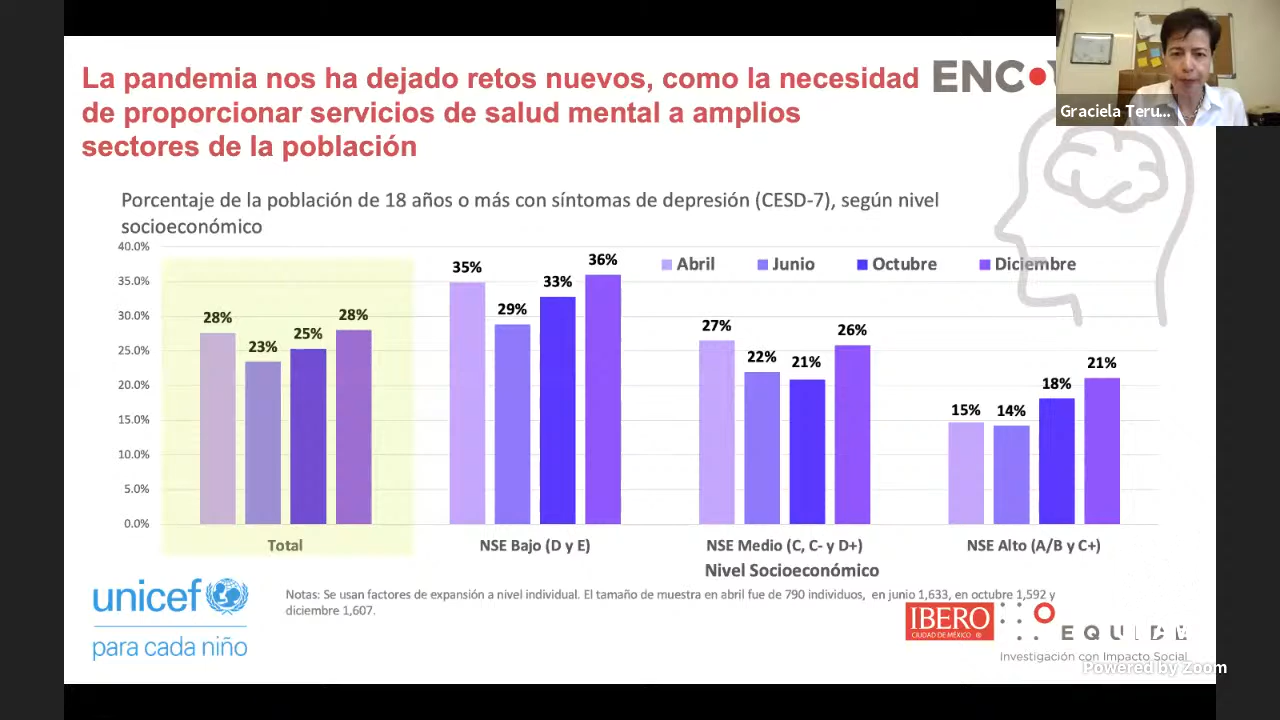 La pandemia nos ha dejado retos nuevos, como la necesidad
de proporcionar servicios de salud mental a amplios
sectores de la población
Graciela Teru...
Porcentaje de la población de 18 años o más con síntomas de depresión (CESD-7), según nivel
socioeconómico
Abril Junio Octubre Diciembre
40.0%
35.0%
30.0%
25.0%
20.0%
15.0%
10.0%
5.0%
0.0%
28% 23% 25% 28%
35% 29% 33% 36%
27% 22% 21% 26%
15% 14% 18% 21%
Total NSE Bajo (D y E) NSE Medio (C, C- y D+) NSE Alto (A/B y C+)
Nivel Socioeconómico
Notas: Se usan factores de expansión a nivel individual. El tamaño de muestra en abril fue de 790 individuos, en junio 1,633, en octubre 1,592 y
diciembre 1,607.
unicef
para cada niño
IBERO
CIUDAD DE MÉXICO ®
Investigación con Impacto Social
Powered by Zoom